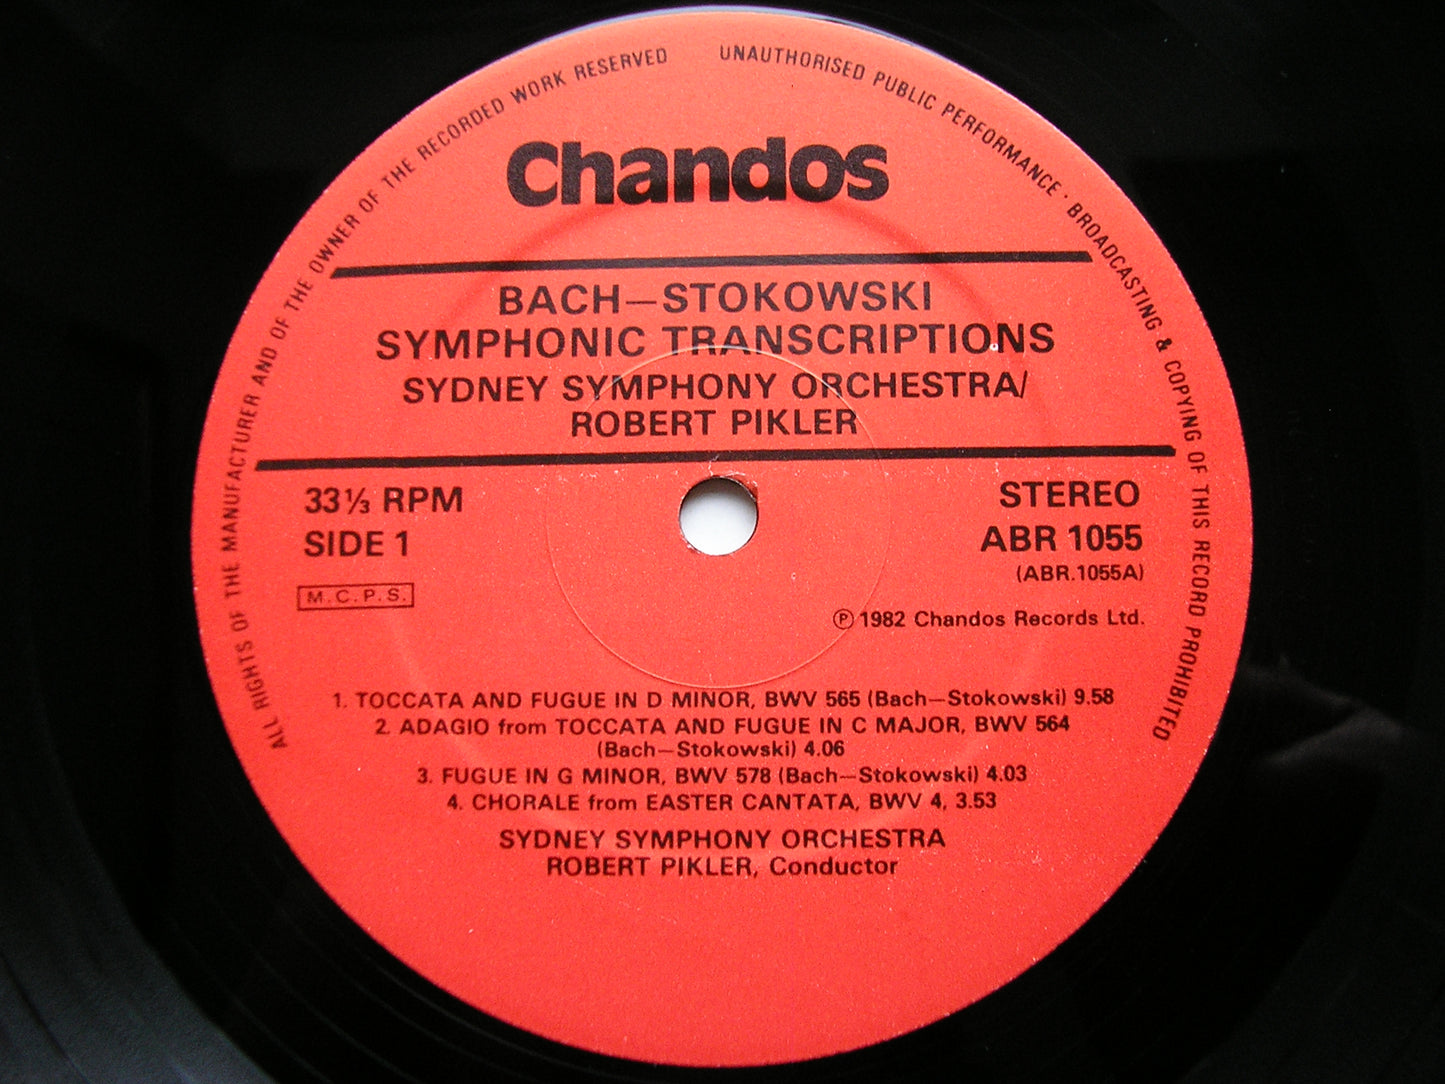 ALL RIGHTS OF THE MANUFACTURER AND OF THE OWNER OF THE RECORDED WORK RESERVED
UNAUTHORISED PUBLIC PERFORMANCE · BROADCASTING & COPYING OF THIS RECORD PROHIBITED
Chandos
BACH—STOKOWSKI
SYMPHONIC TRANSCRIPTIONS
SYDNEY SYMPHONY ORCHESTRA/
ROBERT PIKLER
33⅓ RPM
SIDE 1
M.C.P.S.
STEREO
ABR 1055
(ABR.1055A)
Ⓟ 1982 Chandos Records Ltd.
1. TOCCATA AND FUGUE IN D MINOR, BWV 565 (Bach—Stokowski) 9.58
2. ADAGIO from TOCCATA AND FUGUE IN C MAJOR, BWV 564
(Bach—Stokowski) 4.06
3. FUGUE IN G MINOR, BWV 578 (Bach—Stokowski) 4.03
4. CHORALE from EASTER CANTATA, BWV 4, 3.53
SYDNEY SYMPHONY ORCHESTRA
ROBERT PIKLER, Conductor